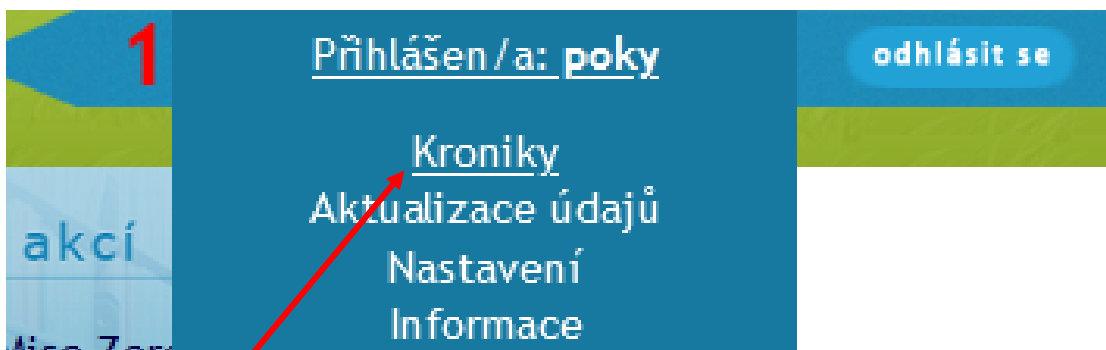 1
Přihlášen/a: poky
odhlásit se
Kroniky
Aktualizace údajů
akcí
Nastavení
Informace